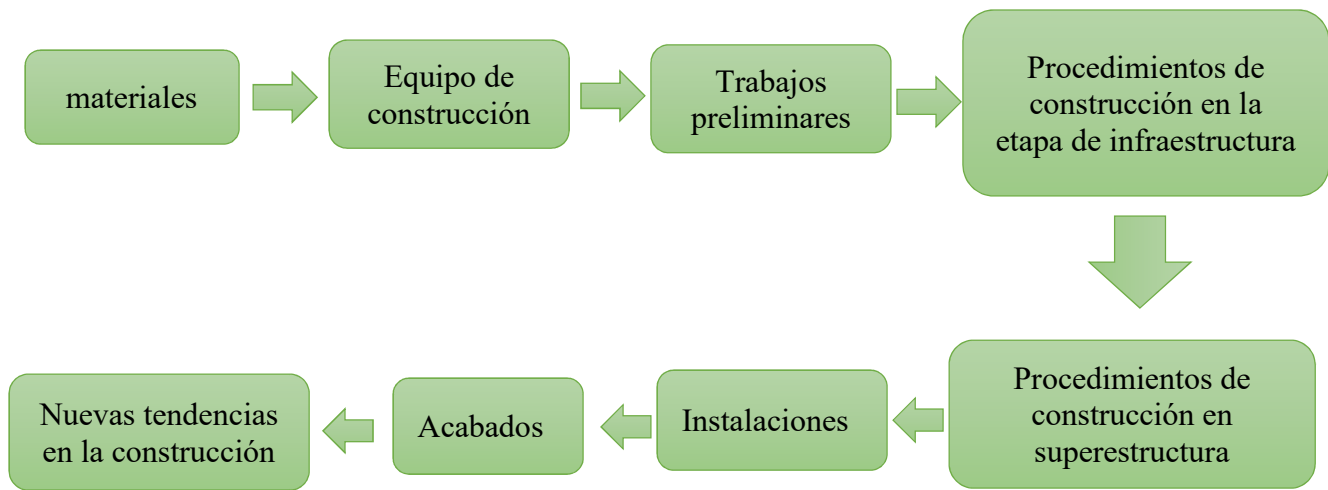 materiales
Equipo de
construcción
Trabajos
preliminares
Procedimientos de
construcción en la
etapa de infraestructura
Procedimientos de
construcción en
superestructura
Instalaciones
Acabados
Nuevas tendencias
en la construcción